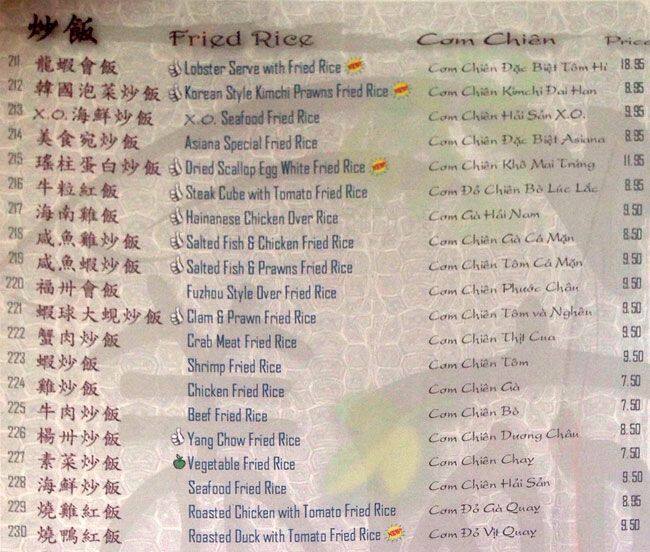 炒飯 Fried Rice Cơm Chiên Price
211 龍蝦會飯 Lobster Serve with Fried Rice NEW Cơm Chiên Đặc Biệt Tôm Hì 18.95
212 韓國泡菜炒飯 Korean Style Kimchi Prawns Fried Rice NEW Cơm Chiên Kimchi Đai Han 8.95
213 X.O.海鮮炒飯 X.O. Seafood Fried Rice Cơm Chiên Hải Sản X.O. 9.95
214 美食宛炒飯 Asiana Special Fried Rice Cơm Chiên Đặc Biệt Asiana 8.95
215 瑤柱蛋白炒飯 Dried Scallop Egg White Fried Rice NEW Cơm Chiên Khô Mai Trứng 11.95
216 牛粒紅飯 Steak Cube with Tomato Fried Rice Cơm Đỏ Chiên Bò Lúc Lắc 8.95
217 海南雞飯 Hainanese Chicken Over Rice Cơm Gà Hải Nam 9.50
218 咸魚雞炒飯 Salted Fish & Chicken Fried Rice Cơm Chiên Gà Cá Mặn 8.50
219 咸魚蝦炒飯 Salted Fish & Prawns Fried Rice Cơm Chiên Tôm Cá Mặn 9.50
220 福州會飯 Fuzhou Style Over Fried Rice Cơm Chiên Phước Châu 9.50
221 蝦球大蜆炒飯 Clam & Prawn Fried Rice Cơm Chiên Tôm và Nghêu 9.50
222 蟹肉炒飯 Crab Meat Fried Rice Cơm Chiên Thịt Cua 9.50
223 蝦炒飯 Shrimp Fried Rice Cơm Chiên Tôm 9.50
224 雞炒飯 Chicken Fried Rice Cơm Chiên Gà 7.50
225 牛肉炒飯 Beef Fried Rice Cơm Chiên Bò 7.50
226 楊州炒飯 Yang Chow Fried Rice Cơm Chiên Dương Châu 8.50
227 素菜炒飯 Vegetable Fried Rice Cơm Chiên Chay 7.50
228 海鮮炒飯 Seafood Fried Rice Cơm Chiên Hải Sản 9.50
229 燒雞紅飯 Roasted Chicken with Tomato Fried Rice Cơm Đỏ Gà Quay 8.95
230 燒鴨紅飯 Roasted Duck with Tomato Fried Rice NEW Cơm Đỏ Vịt Quay 9.50